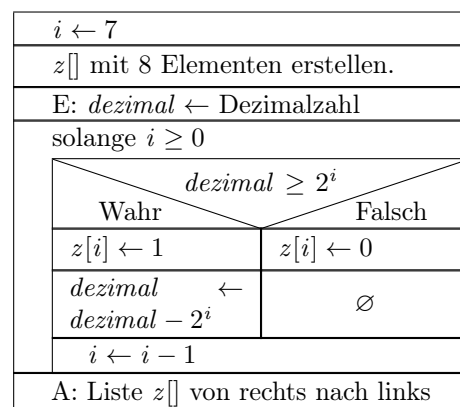 i ← 7
z[] mit 8 Elementen erstellen.
E: dezimal ← Dezimalzahl
solange i ≥ 0
dezimal ≥ 2^i
Wahr Falsch
z[i] ← 1 z[i] ← 0
dezimal ←
dezimal − 2^i ∅
i ← i − 1
A: Liste z[] von rechts nach links